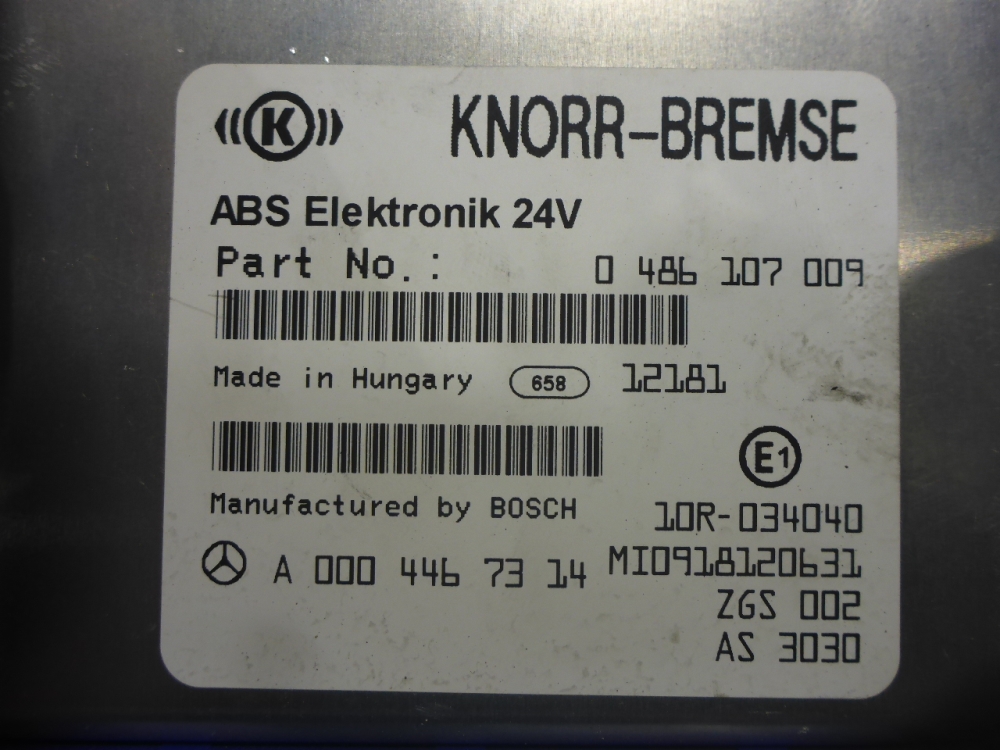 K KNORR-BREMSE
ABS Elektronik 24V
Part No.: 0 486 107 009
Made in Hungary 658 12181
E1
Manufactured by BOSCH 10R-034040
A 000 446 73 14 MI0918120631
ZGS 002
AS 3030